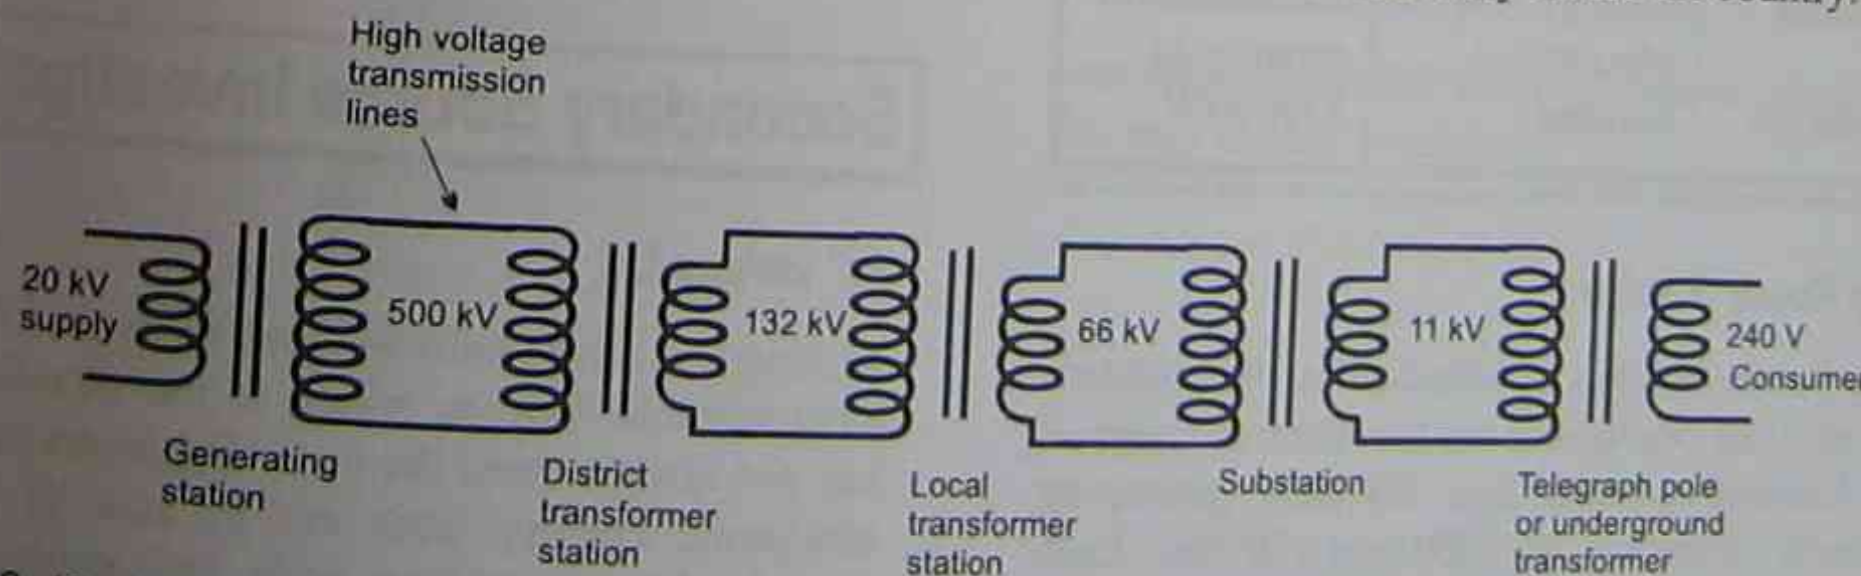 High voltage
transmission
lines
20 kV
supply
500 kV
132 kV
66 kV
11 kV
240 V
Consumer
Generating
station
District
transformer
station
Local
transformer
station
Substation
Telegraph pole
or underground
transformer